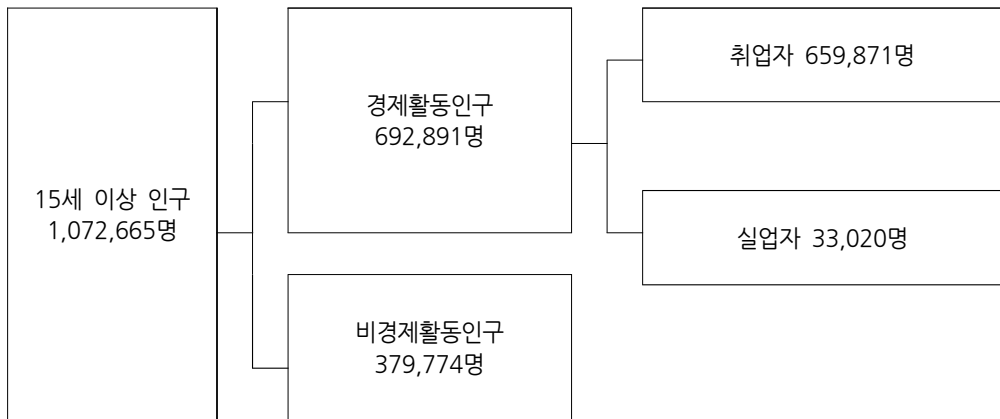 15세 이상 인구
1,072,665명
경제활동인구
692,891명
취업자 659,871명
실업자 33,020명
비경제활동인구
379,774명